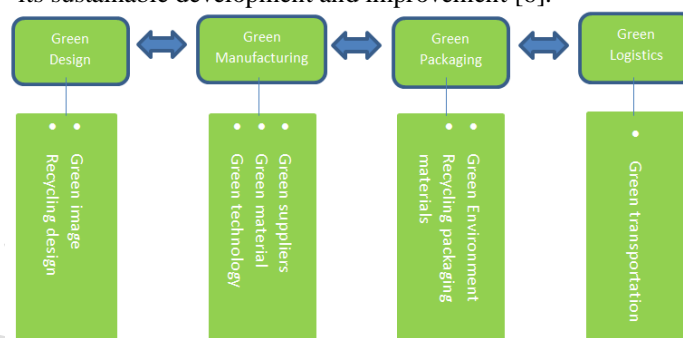 its sustainable development and improvement
Green
Design
Green
Manufacturing
Green
Packaging
Green
Logistics
• Green image
• Recycling design
• Green suppliers
• Green material
• Green technology
• Green Environment
• Recycling packaging
materials
• Green transportation